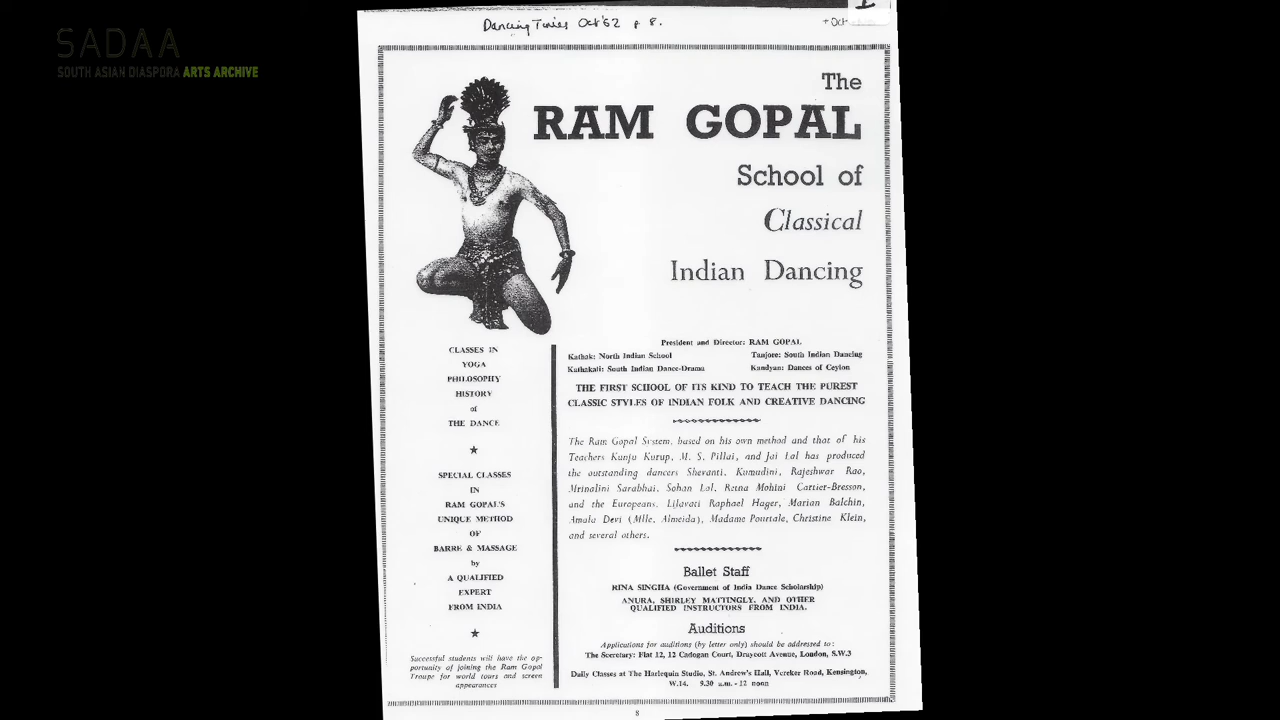 SADAA
SOUTH ASIAN DIASPORA ARTS ARCHIVE
Dancing Times Oct '62 p 8.
+ Oct
The
RAM GOPAL
School of
Classical
Indian Dancing
President and Director: RAM GOPAL
Kathak: North Indian School Tanjore: South Indian Dancing
Kathakali: South Indian Dance-Drama Kandyan: Dances of Ceylon
THE FIRST SCHOOL OF ITS KIND TO TEACH THE PUREST
CLASSIC STYLES OF INDIAN FOLK AND CREATIVE DANCING
The Ram Gopal System, based on his own method and that of his
Teachers Kunju Kurup, M. S. Pillai, and Jai Lal has produced
the outstanding dancers Shevanti, Kumudini, Rajeshwar Rao,
Mrinalini Sarabhai, Sohan Lal, Retna Mohini Cartier-Bresson,
and the Europeans, Lilavati Raphael Hager, Marian Balchin,
Amala Devi (Mlle. Almeida), Madame Pourtale, Christine Klein,
and several others.
Ballet Staff
RINA SINGHA (Government of India Dance Scholarship)
ANURA, SHIRLEY MATTINGLY, AND OTHER
QUALIFIED INSTRUCTORS FROM INDIA.
Auditions
Applications for auditions (by letter only) should be addressed to:
The Secretary: Flat 12, 12 Cadogan Court, Draycott Avenue, London, S.W.3
Daily Classes at The Harlequin Studio, St. Andrew's Hall, Vereker Road, Kensington,
W.14. 9.30 a.m. - 12 noon
CLASSES IN
YOGA
PHILOSOPHY
HISTORY
of
THE DANCE
★
SPECIAL CLASSES
IN
RAM GOPAL'S
UNIQUE METHOD
OF
BARRE & MASSAGE
by
A QUALIFIED
EXPERT
FROM INDIA
★
Successful students will have the op-
portunity of joining the Ram Gopal
Troupe for world tours and screen
appearances
8